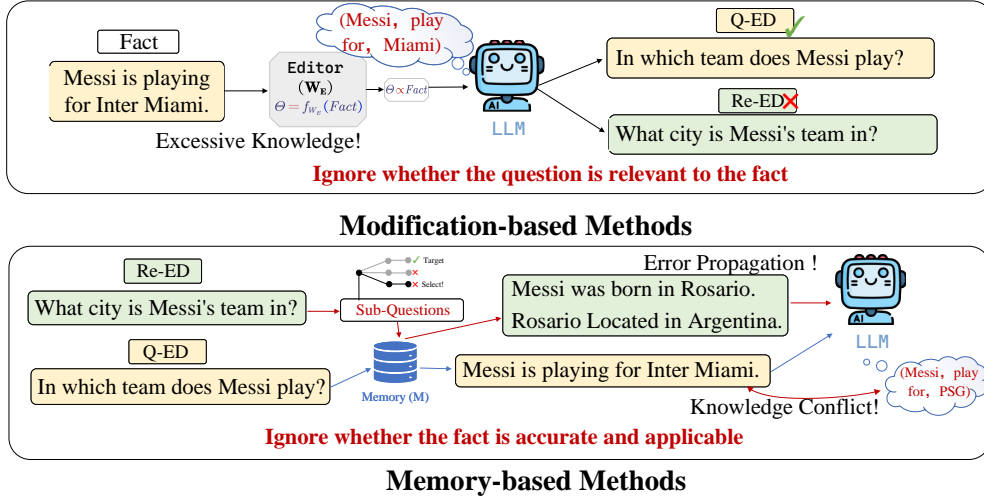 Fact
Messi is playing
for Inter Miami.
Editor
(W_E)
Θ = f_{W_E}(Fact)
Excessive Knowledge!
Θ∝Fact
(Messi, play
for, Miami)
AI
LLM
Q-ED
In which team does Messi play?
Re-ED
What city is Messi's team in?
Ignore whether the question is relevant to the fact
Modification-based Methods
Re-ED
What city is Messi's team in?
Q-ED
In which team does Messi play?
Target
Select!
Sub-Questions
Memory (M)
Error Propagation !
Messi was born in Rosario.
Rosario Located in Argentina.
Messi is playing for Inter Miami.
AI
LLM
(Messi, play
for, PSG)
Knowledge Conflict!
Ignore whether the fact is accurate and applicable
Memory-based Methods